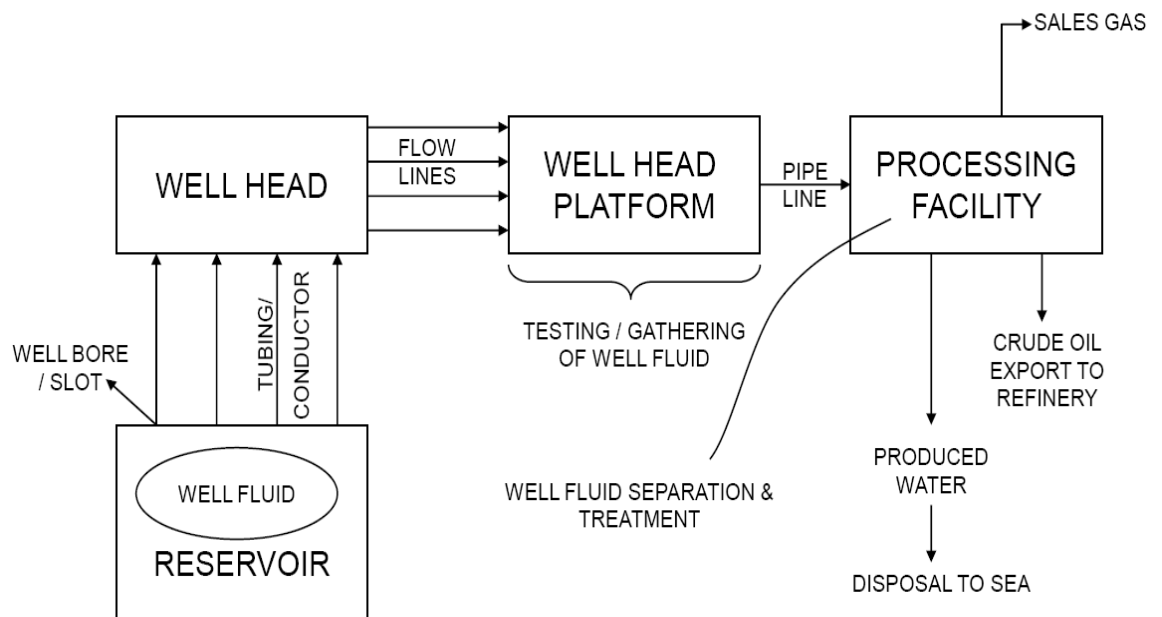 SALES GAS
WELL HEAD
FLOW
LINES
WELL HEAD
PLATFORM
PIPE
LINE
PROCESSING
FACILITY
TUBING/
CONDUCTOR
WELL BORE
/ SLOT
TESTING / GATHERING
OF WELL FLUID
CRUDE OIL
EXPORT TO
REFINERY
WELL FLUID
RESERVOIR
WELL FLUID SEPARATION &
TREATMENT
PRODUCED
WATER
DISPOSAL TO SEA